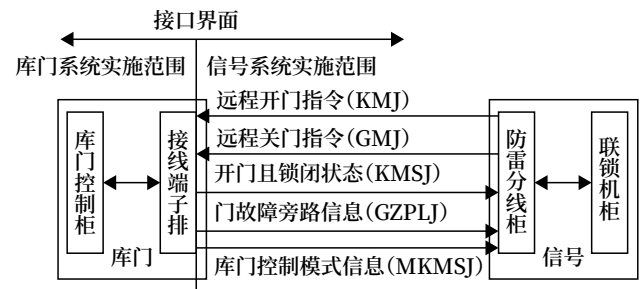 接口界面
库门系统实施范围
信号系统实施范围
远程开门指令(KMJ)
远程关门指令(GMJ)
开门且锁闭状态(KMSJ)
门故障旁路信息(GZPLJ)
库门控制模式信息(MKMSJ)
库门控制柜
接线端子排
防雷分线柜
联锁机柜
库门
信号